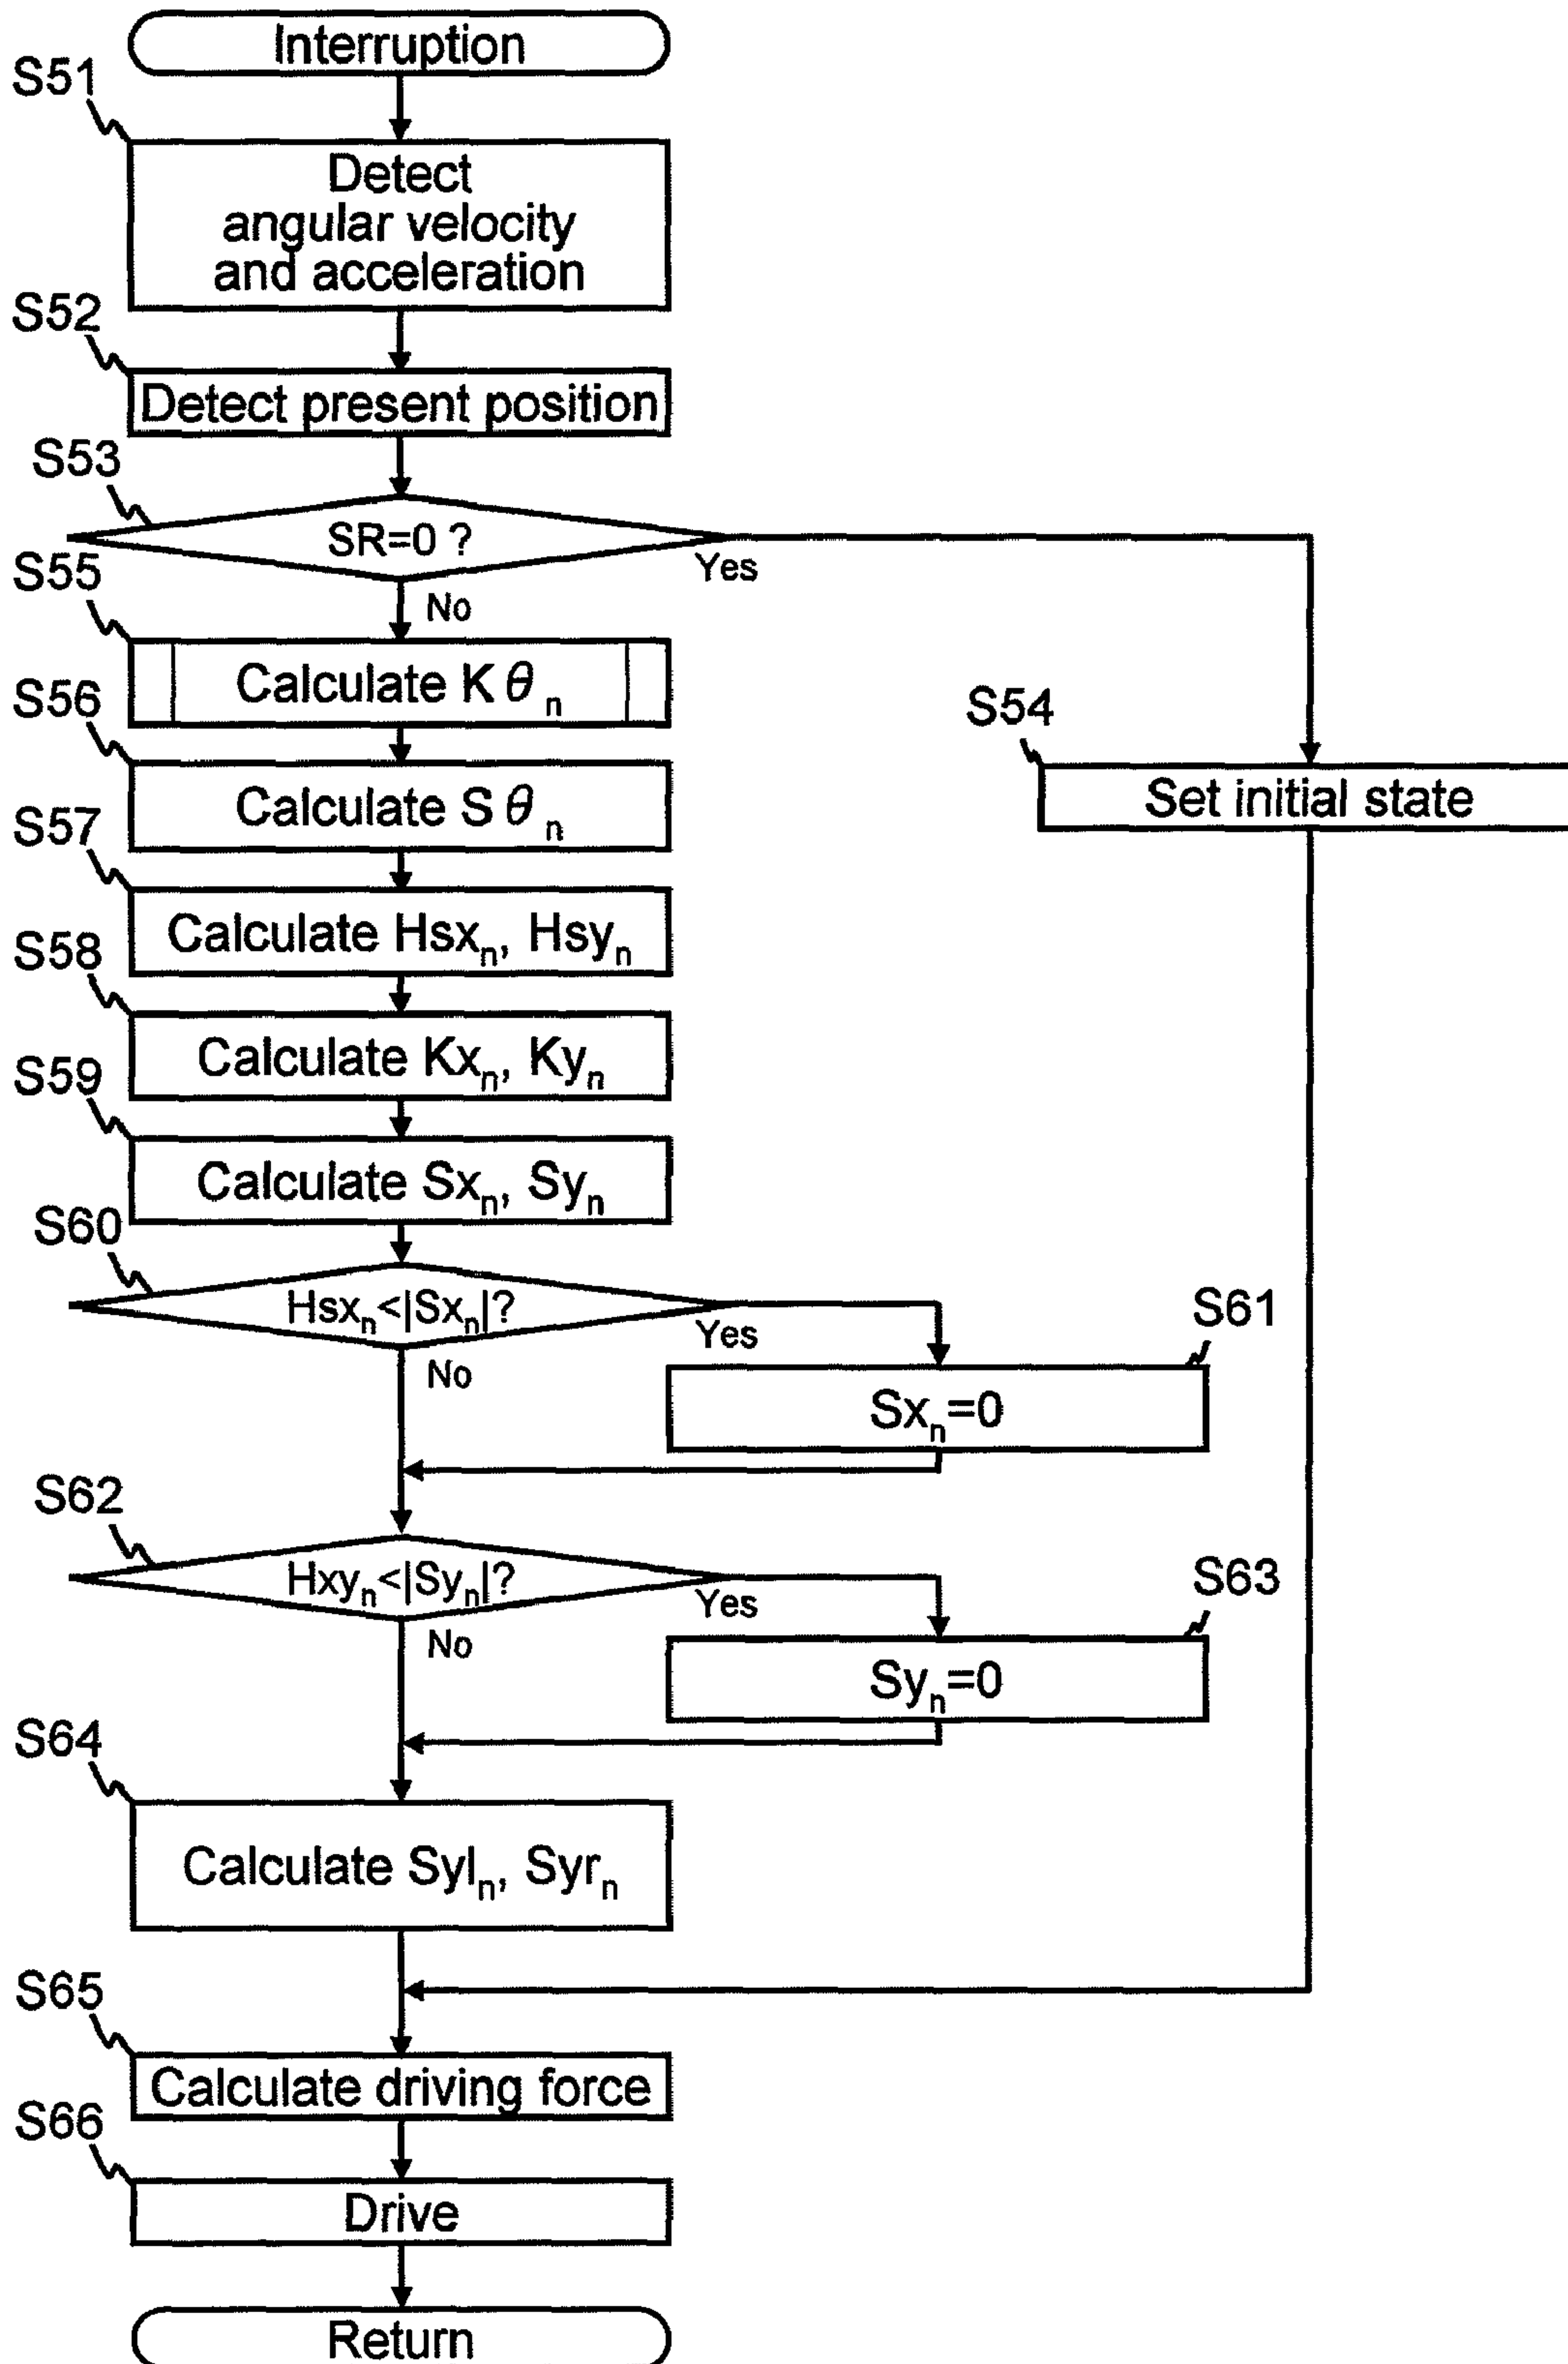 Interruption
S51
Detect
angular velocity
and acceleration
S52
Detect present position
S53
SR=0 ?
Yes
No
S55
Calculate K θ n
S54
Set initial state
S56
Calculate S θ n
S57
Calculate Hsxn, Hsyn
S58
Calculate Kxn, Kyn
S59
Calculate Sxn, Syn
S60
Hsxn<|Sxn|?
Yes
No
S61
Sxn=0
S62
Hxyn<|Syn|?
Yes
No
S63
Syn=0
S64
Calculate Syln, Syrn
S65
Calculate driving force
S66
Drive
Return